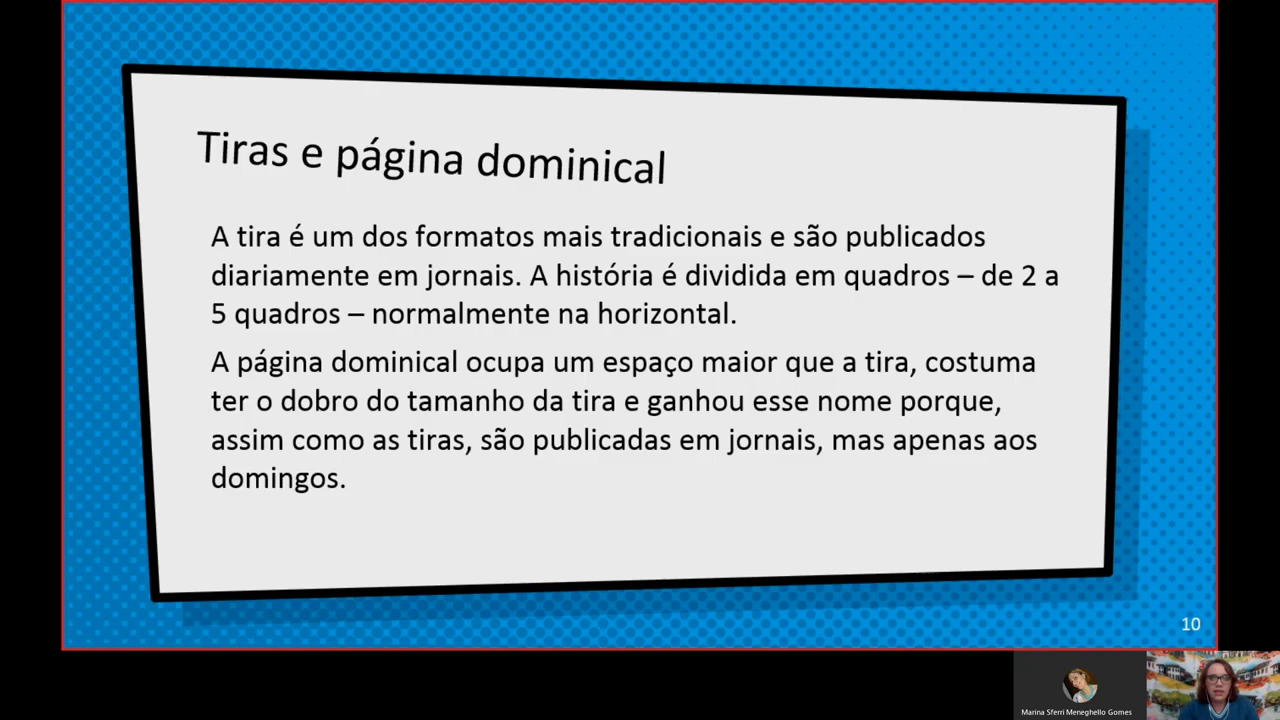 Tiras e página dominical
A tira é um dos formatos mais tradicionais e são publicados
diariamente em jornais. A história é dividida em quadros – de 2 a
5 quadros – normalmente na horizontal.
A página dominical ocupa um espaço maior que a tira, costuma
ter o dobro do tamanho da tira e ganhou esse nome porque,
assim como as tiras, são publicadas em jornais, mas apenas aos
domingos.
10
Marina Sferri Meneghello Gomes